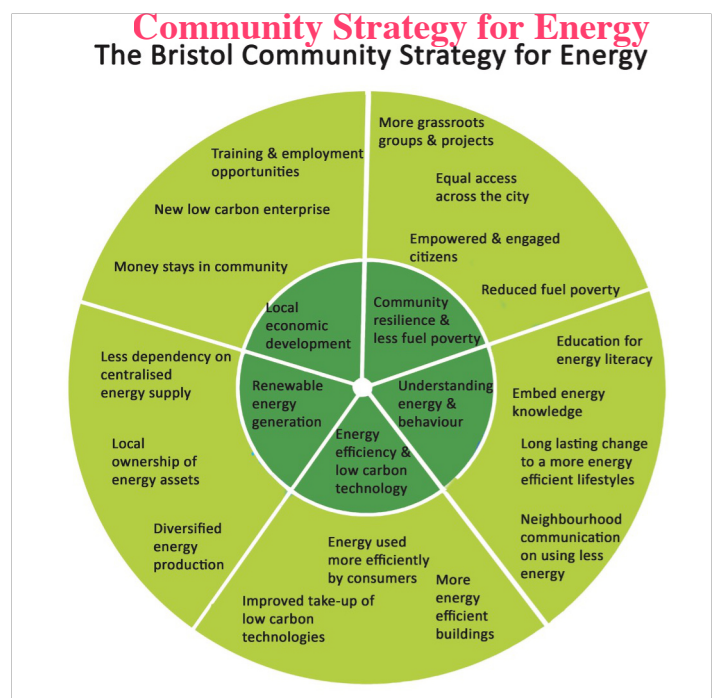 Community Strategy for Energy
The Bristol Community Strategy for Energy
More grassroots
groups & projects
Equal access
across the city
Empowered & engaged
citizens
Reduced fuel poverty
Training & employment
opportunities
New low carbon enterprise
Money stays in community
Local
economic
development
Community
resilience &
less fuel poverty
Education for
energy literacy
Embed energy
knowledge
Long lasting change
to a more energy
efficient lifestyles
Neighbourhood
communication
on using less
energy
Less dependency on
centralised
energy supply
Local
ownership of
energy assets
Diversified
energy
production
Renewable
energy
generation
Understanding
energy &
behaviour
Energy
efficiency &
low carbon
technology
Energy used
more efficiently
by consumers
More
energy
efficient
buildings
Improved take-up of
low carbon
technologies